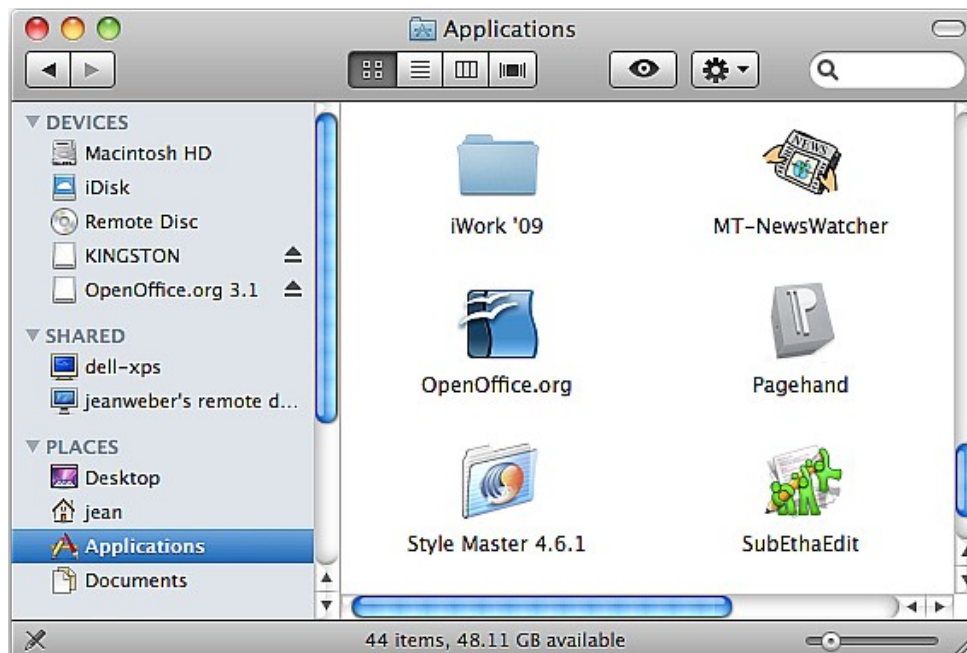 Applications
DEVICES
Macintosh HD
iDisk
Remote Disc
KINGSTON
OpenOffice.org 3.1
SHARED
dell-xps
jeanweber's remote d...
PLACES
Desktop
jean
Applications
Documents
iWork '09
NEWS
MT-NewsWatcher
OpenOffice.org
Pagehand
Style Master 4.6.1
SubEthaEdit
44 items, 48.11 GB available